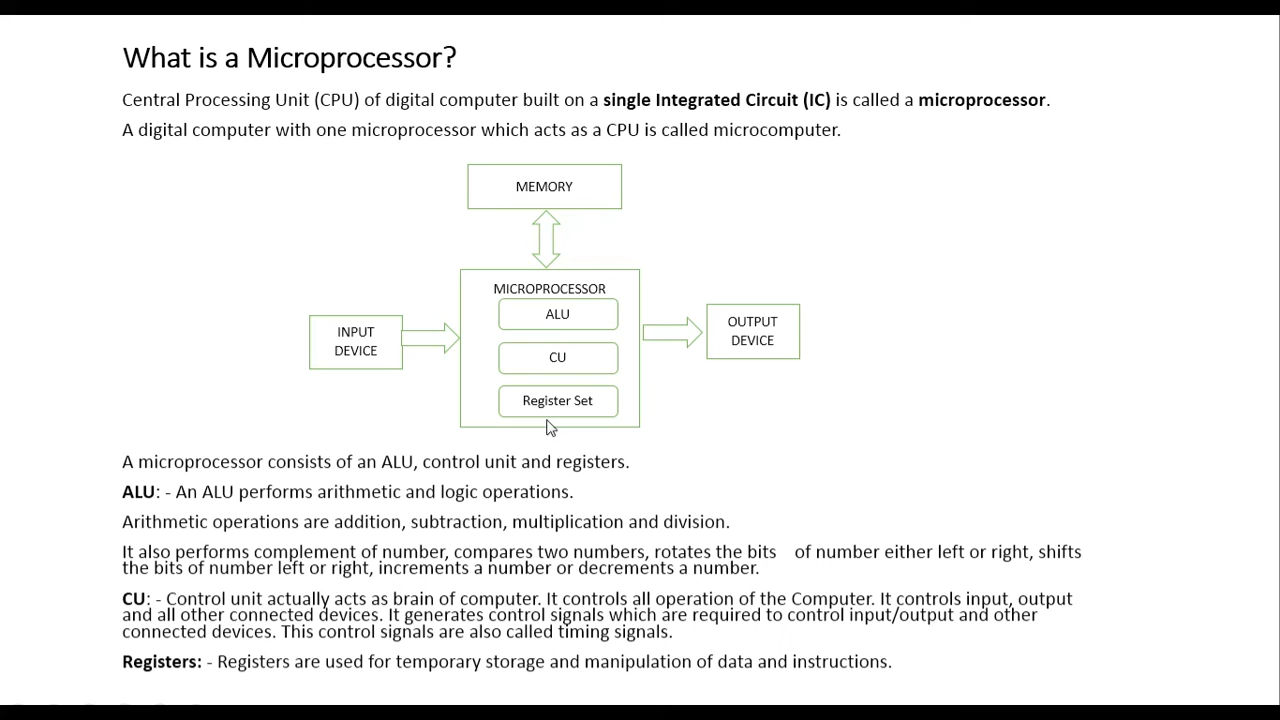 What is a Microprocessor?
Central Processing Unit (CPU) of digital computer built on a single Integrated Circuit (IC) is called a microprocessor.
A digital computer with one microprocessor which acts as a CPU is called microcomputer.
MEMORY
MICROPROCESSOR
ALU
INPUT
DEVICE
OUTPUT
DEVICE
CU
Register Set
A microprocessor consists of an ALU, control unit and registers.
ALU: - An ALU performs arithmetic and logic operations.
Arithmetic operations are addition, subtraction, multiplication and division.
It also performs complement of number, compares two numbers, rotates the bits of number either left or right, shifts
the bits of number left or right, increments a number or decrements a number.
CU: - Control unit actually acts as brain of computer. It controls all operation of the Computer. It controls input, output
and all other connected devices. It generates control signals which are required to control input/output and other
connected devices. This control signals are also called timing signals.
Registers: - Registers are used for temporary storage and manipulation of data and instructions.